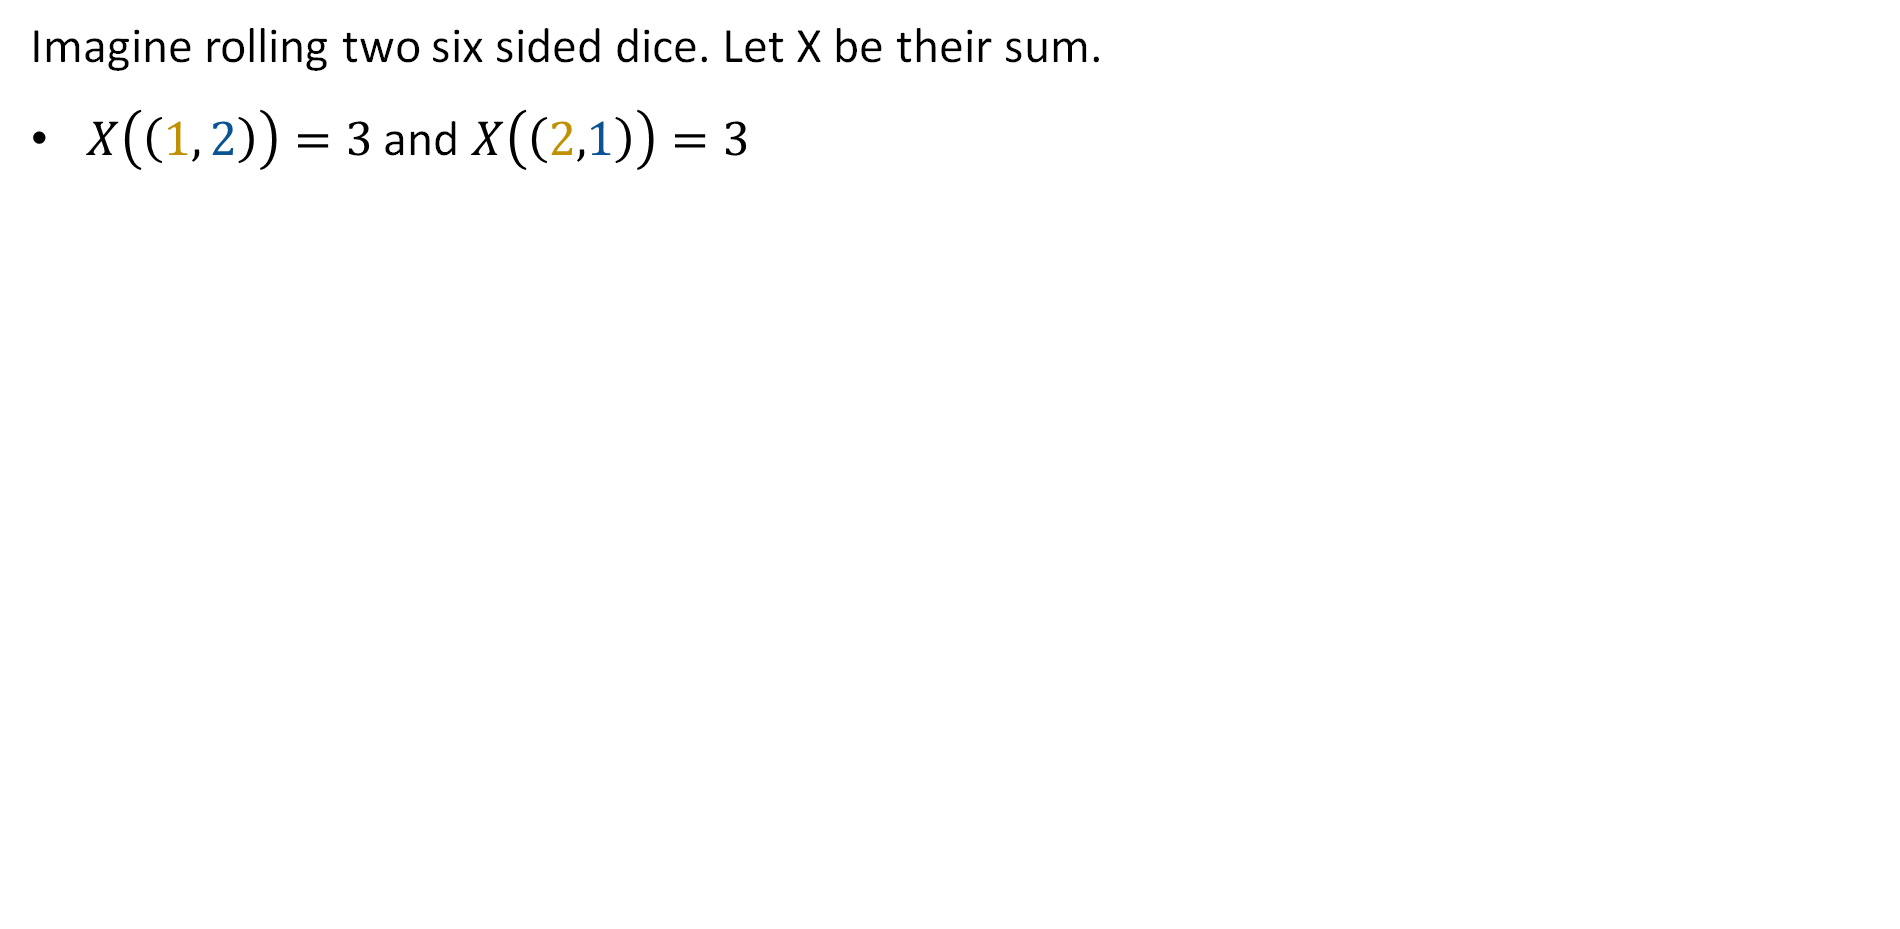 Imagine rolling two six sided dice. Let X be their sum.
• X((1, 2)) = 3 and X((2,1)) = 3